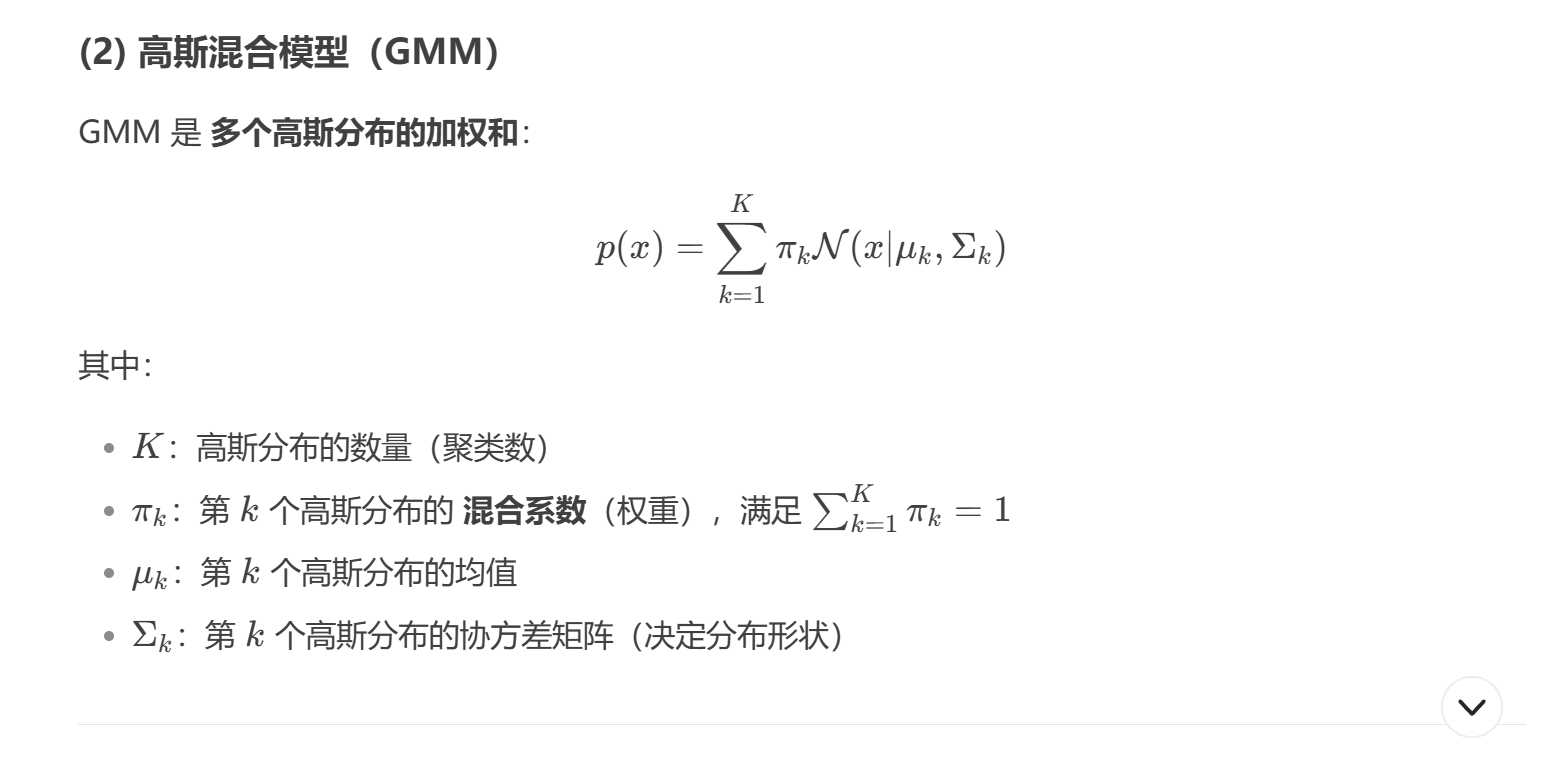 (2) 高斯混合模型（GMM）
GMM 是 多个高斯分布的加权和：
p(x) = \sum_{k=1}^{K} \pi_k \mathcal{N}(x|\mu_k, \Sigma_k)
其中：
• K：高斯分布的数量（聚类数）
• π_k：第 k 个高斯分布的 混合系数（权重），满足 \sum_{k=1}^{K} \pi_k = 1
• μ_k：第 k 个高斯分布的均值
• Σ_k：第 k 个高斯分布的协方差矩阵（决定分布形状）